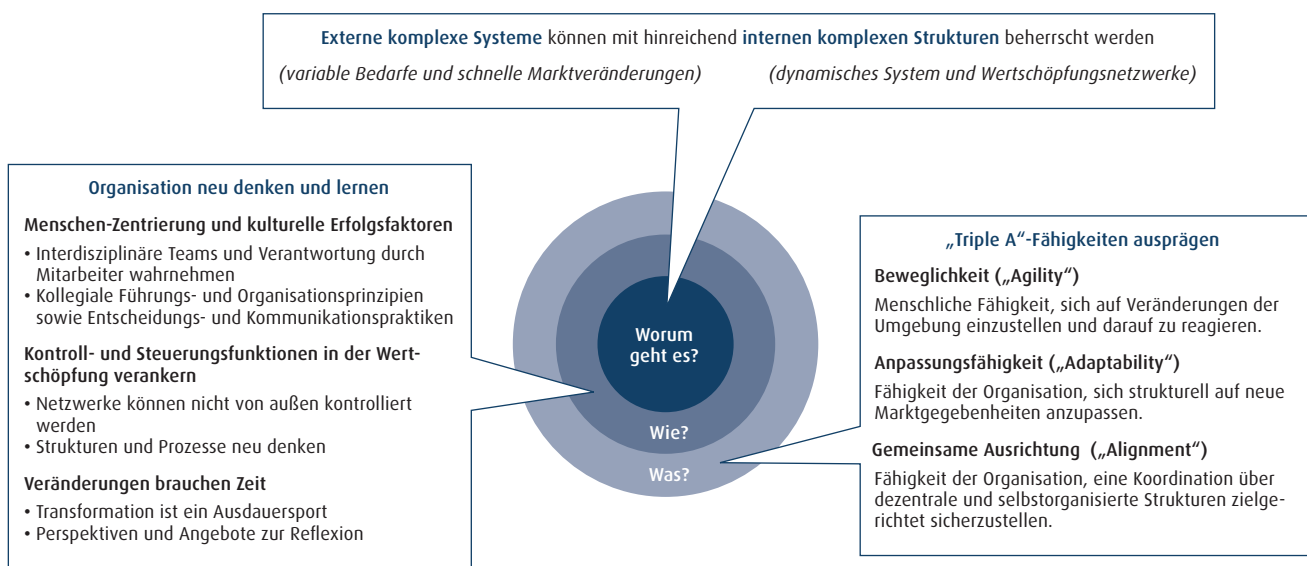 Externe komplexe Systeme können mit hinreichend internen komplexen Strukturen beherrscht werden
(variable Bedarfe und schnelle Marktveränderungen) (dynamisches System und Wertschöpfungsnetzwerke)
Organisation neu denken und lernen
Menschen-Zentrierung und kulturelle Erfolgsfaktoren
• Interdisziplinäre Teams und Verantwortung durch
Mitarbeiter wahrnehmen
• Kollegiale Führungs- und Organisationsprinzipien
sowie Entscheidungs- und Kommunikationspraktiken
Kontroll- und Steuerungsfunktionen in der Wert-
schöpfung verankern
• Netzwerke können nicht von außen kontrolliert
werden
• Strukturen und Prozesse neu denken
Veränderungen brauchen Zeit
• Transformation ist ein Ausdauersport
• Perspektiven und Angebote zur Reflexion
Worum
geht es?
Wie?
Was?
„Triple A“-Fähigkeiten ausprägen
Beweglichkeit („Agility“)
Menschliche Fähigkeit, sich auf Veränderungen der
Umgebung einzustellen und darauf zu reagieren.
Anpassungsfähigkeit („Adaptability“)
Fähigkeit der Organisation, sich strukturell auf neue
Marktgegebenheiten anzupassen.
Gemeinsame Ausrichtung („Alignment“)
Fähigkeit der Organisation, eine Koordination über
dezentrale und selbstorganisierte Strukturen zielge-
richtet sicherzustellen.